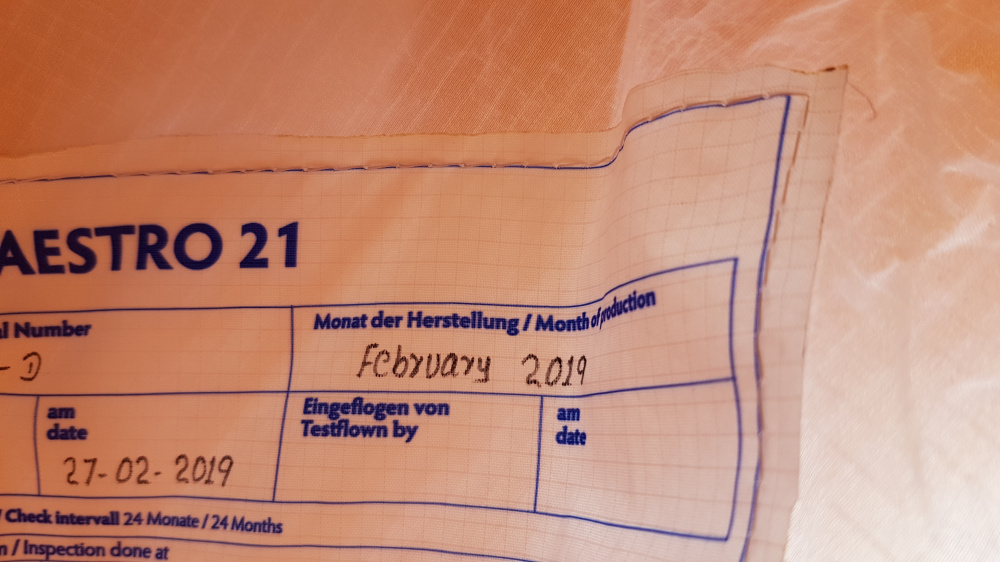 AESTRO 21
l Number
Monat der Herstellung / Month of production
- D
February 2019
am
date
27-02-2019
Eingeflogen von
Testflown by
am
date
/ Check intervall 24 Monate / 24 Months
n / Inspection done at